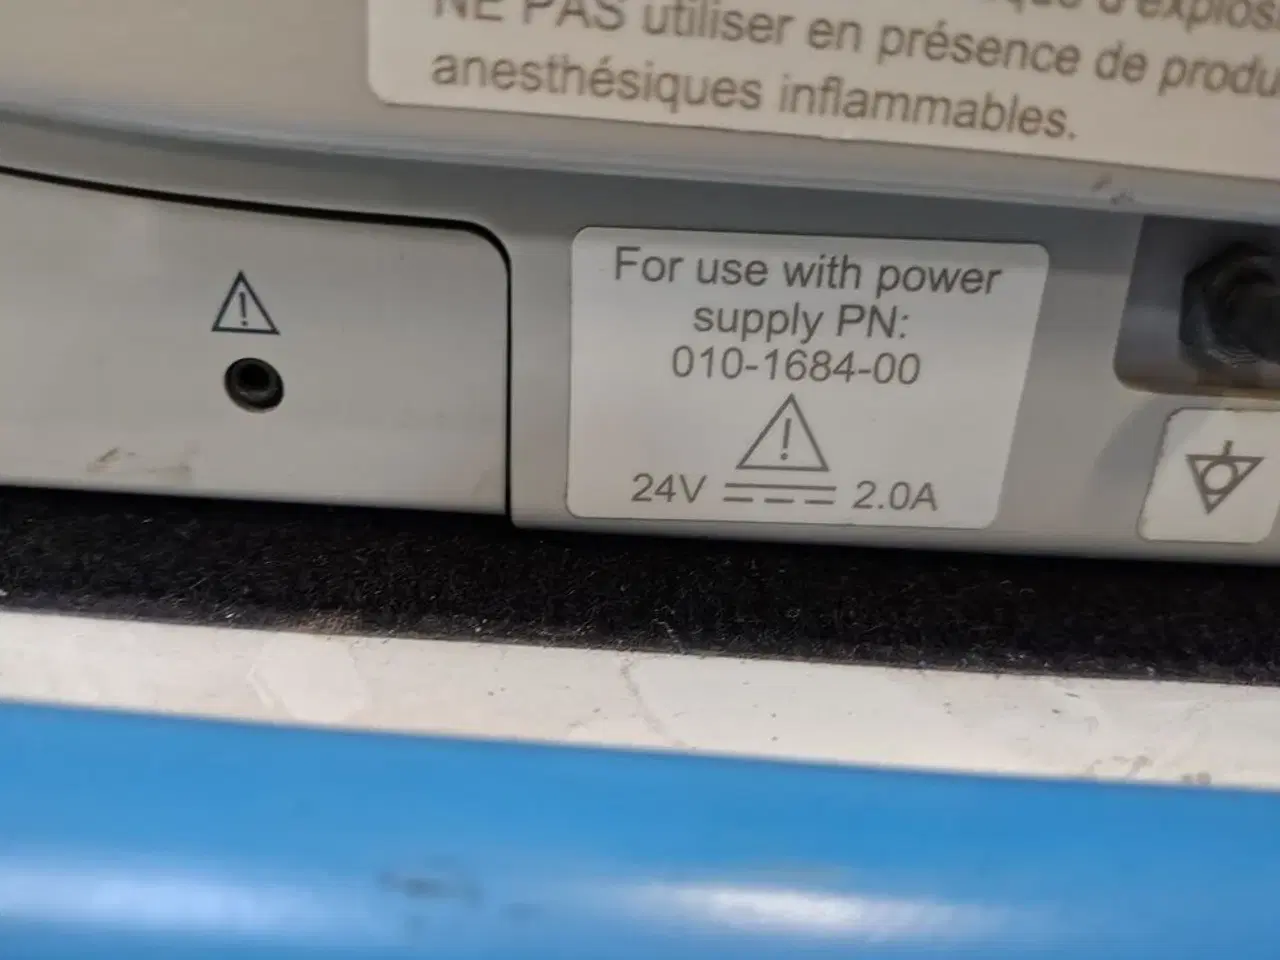 NE PAS utiliser en présence de
anesthésiques inflammables.
For use with power
supply PN:
010-1684-00
24V 2.0A